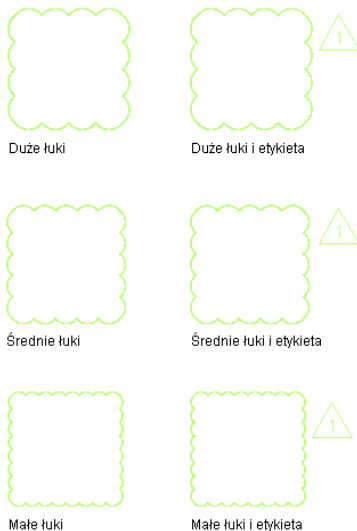 1
Duże łuki
Duże łuki i etykieta
1
Średnie łuki
Średnie łuki i etykieta
1
Małe łuki
Małe łuki i etykieta